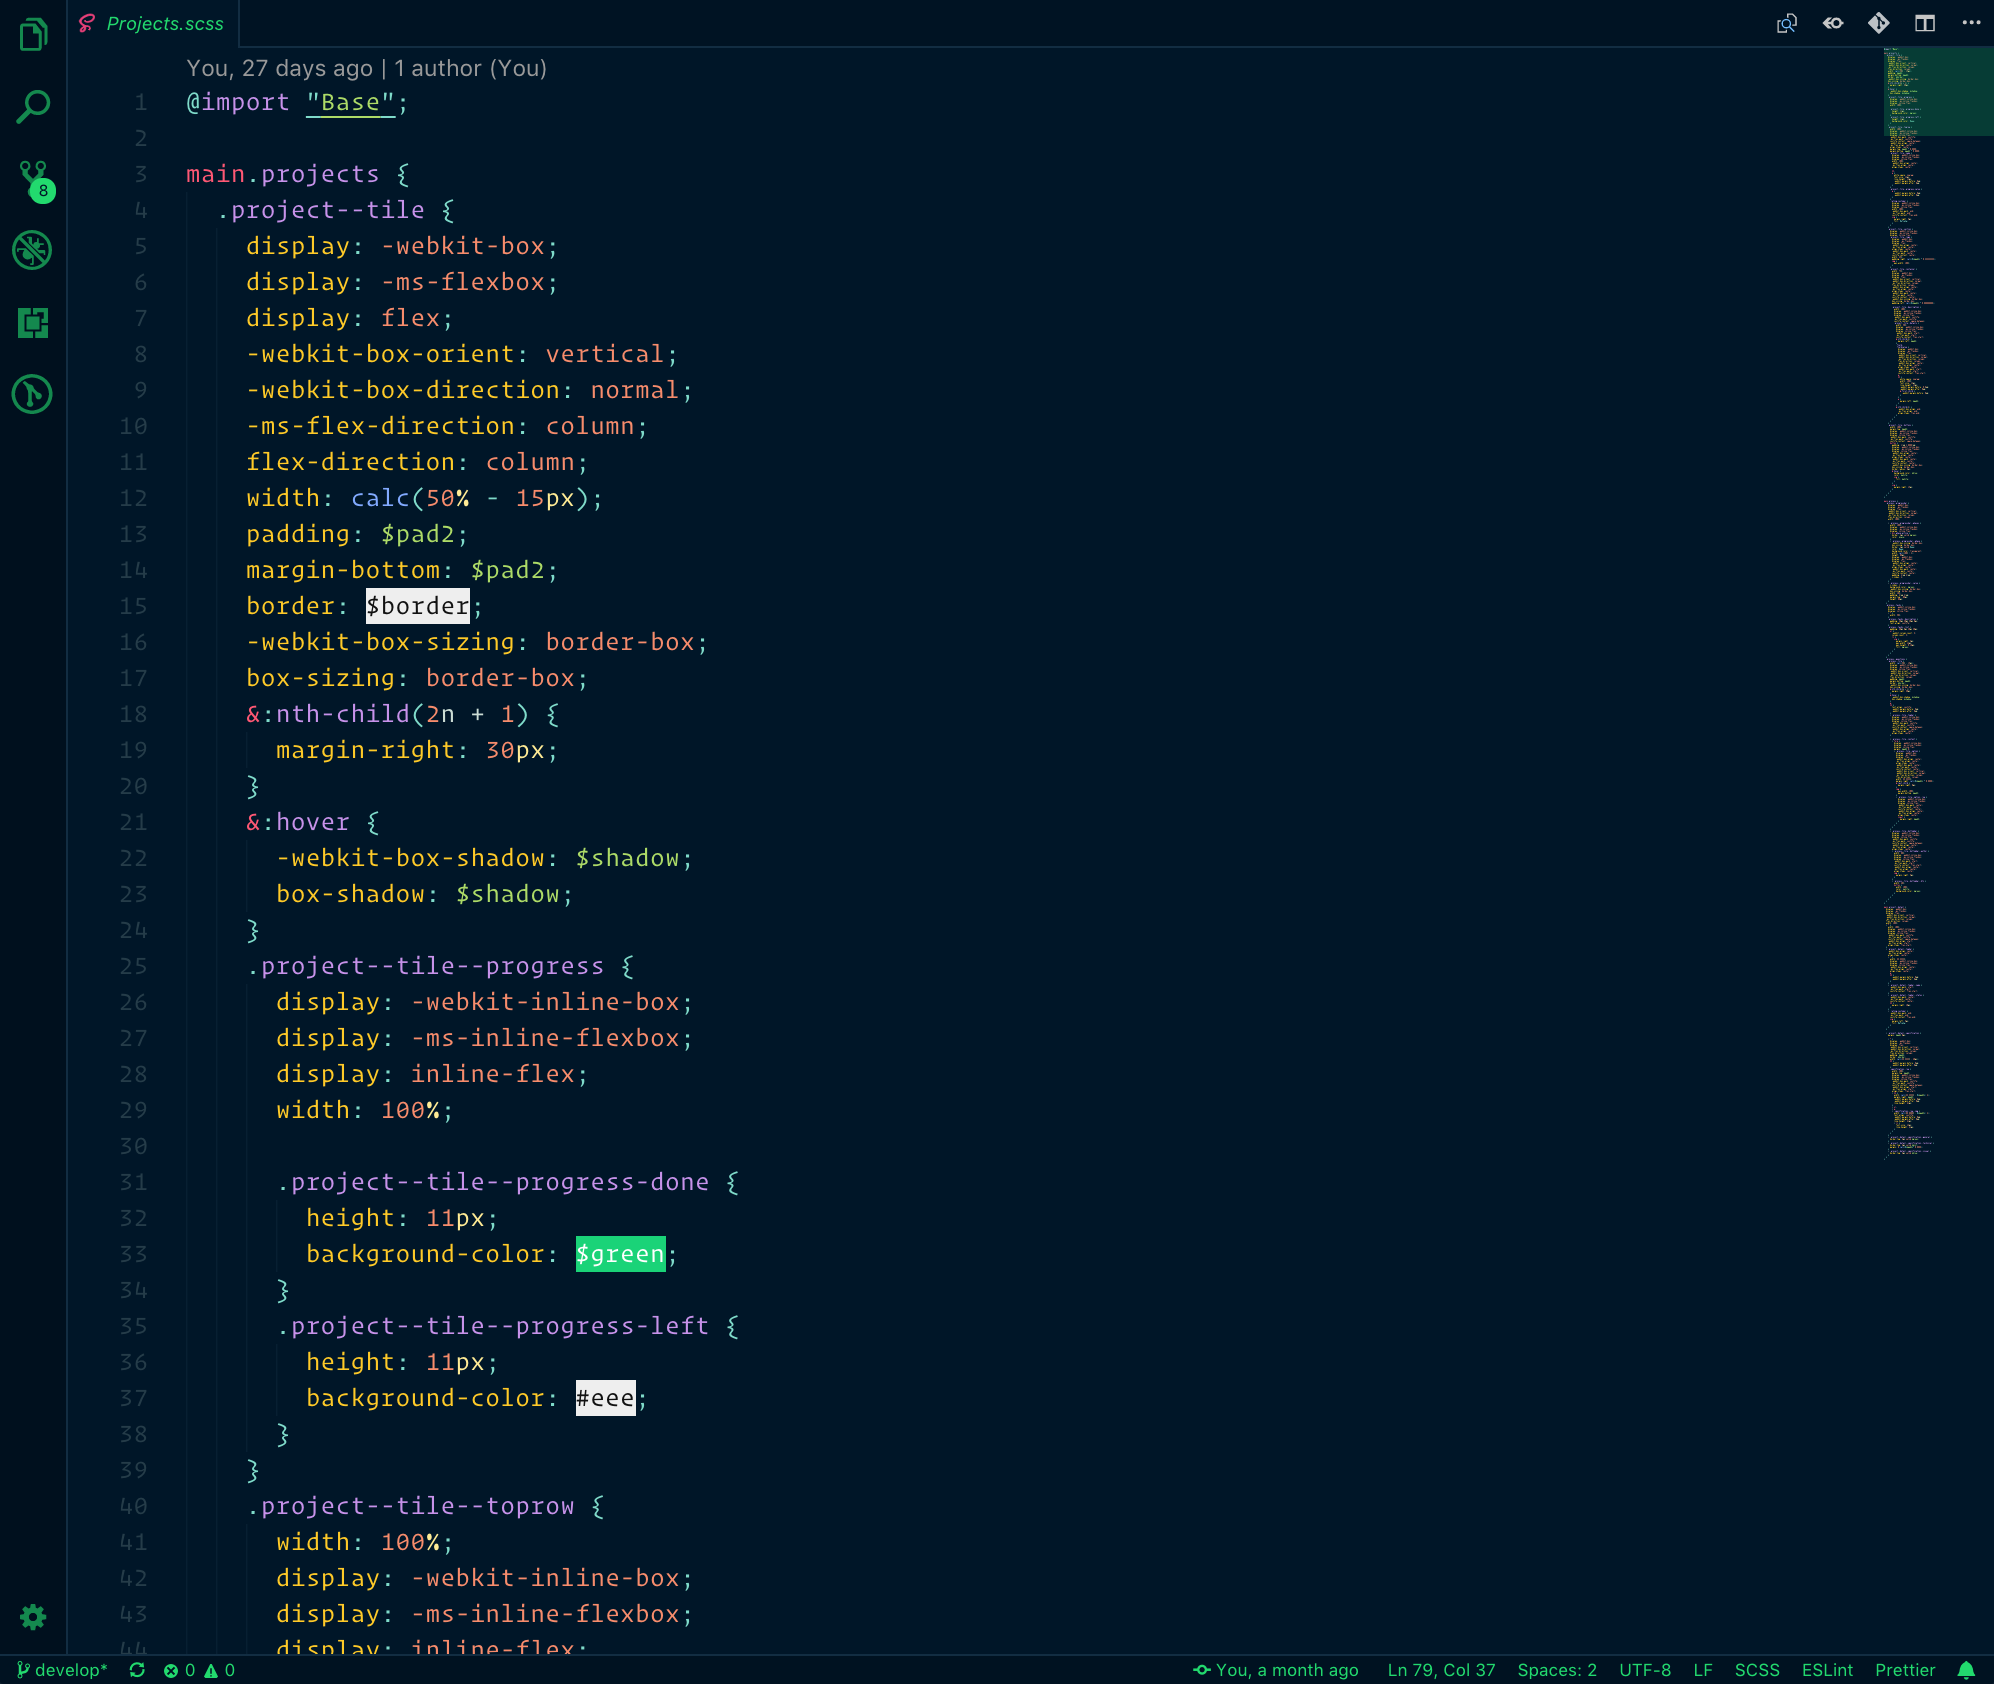 Projects.scss
You, 27 days ago | 1 author (You)
1 @import "Base";
2
3 main.projects {
4 .project--tile {
5 display: -webkit-box;
6 display: -ms-flexbox;
7 display: flex;
8 -webkit-box-orient: vertical;
9 -webkit-box-direction: normal;
10 -ms-flex-direction: column;
11 flex-direction: column;
12 width: calc(50% - 15px);
13 padding: $pad2;
14 margin-bottom: $pad2;
15 border: $border;
16 -webkit-box-sizing: border-box;
17 box-sizing: border-box;
18 &:nth-child(2n + 1) {
19 margin-right: 30px;
20 }
21 &:hover {
22 -webkit-box-shadow: $shadow;
23 box-shadow: $shadow;
24 }
25 .project--tile--progress {
26 display: -webkit-inline-box;
27 display: -ms-inline-flexbox;
28 display: inline-flex;
29 width: 100%;
30
31 .project--tile--progress-done {
32 height: 11px;
33 background-color: $green;
34 }
35 .project--tile--progress-left {
36 height: 11px;
37 background-color: #eee;
38 }
39 }
40 .project--tile--toprow {
41 width: 100%;
42 display: -webkit-inline-box;
43 display: -ms-inline-flexbox;
44 display: inline-flex;
8
develop* 0 0 You, a month ago Ln 79, Col 37 Spaces: 2 UTF-8 LF SCSS ESLint Prettier